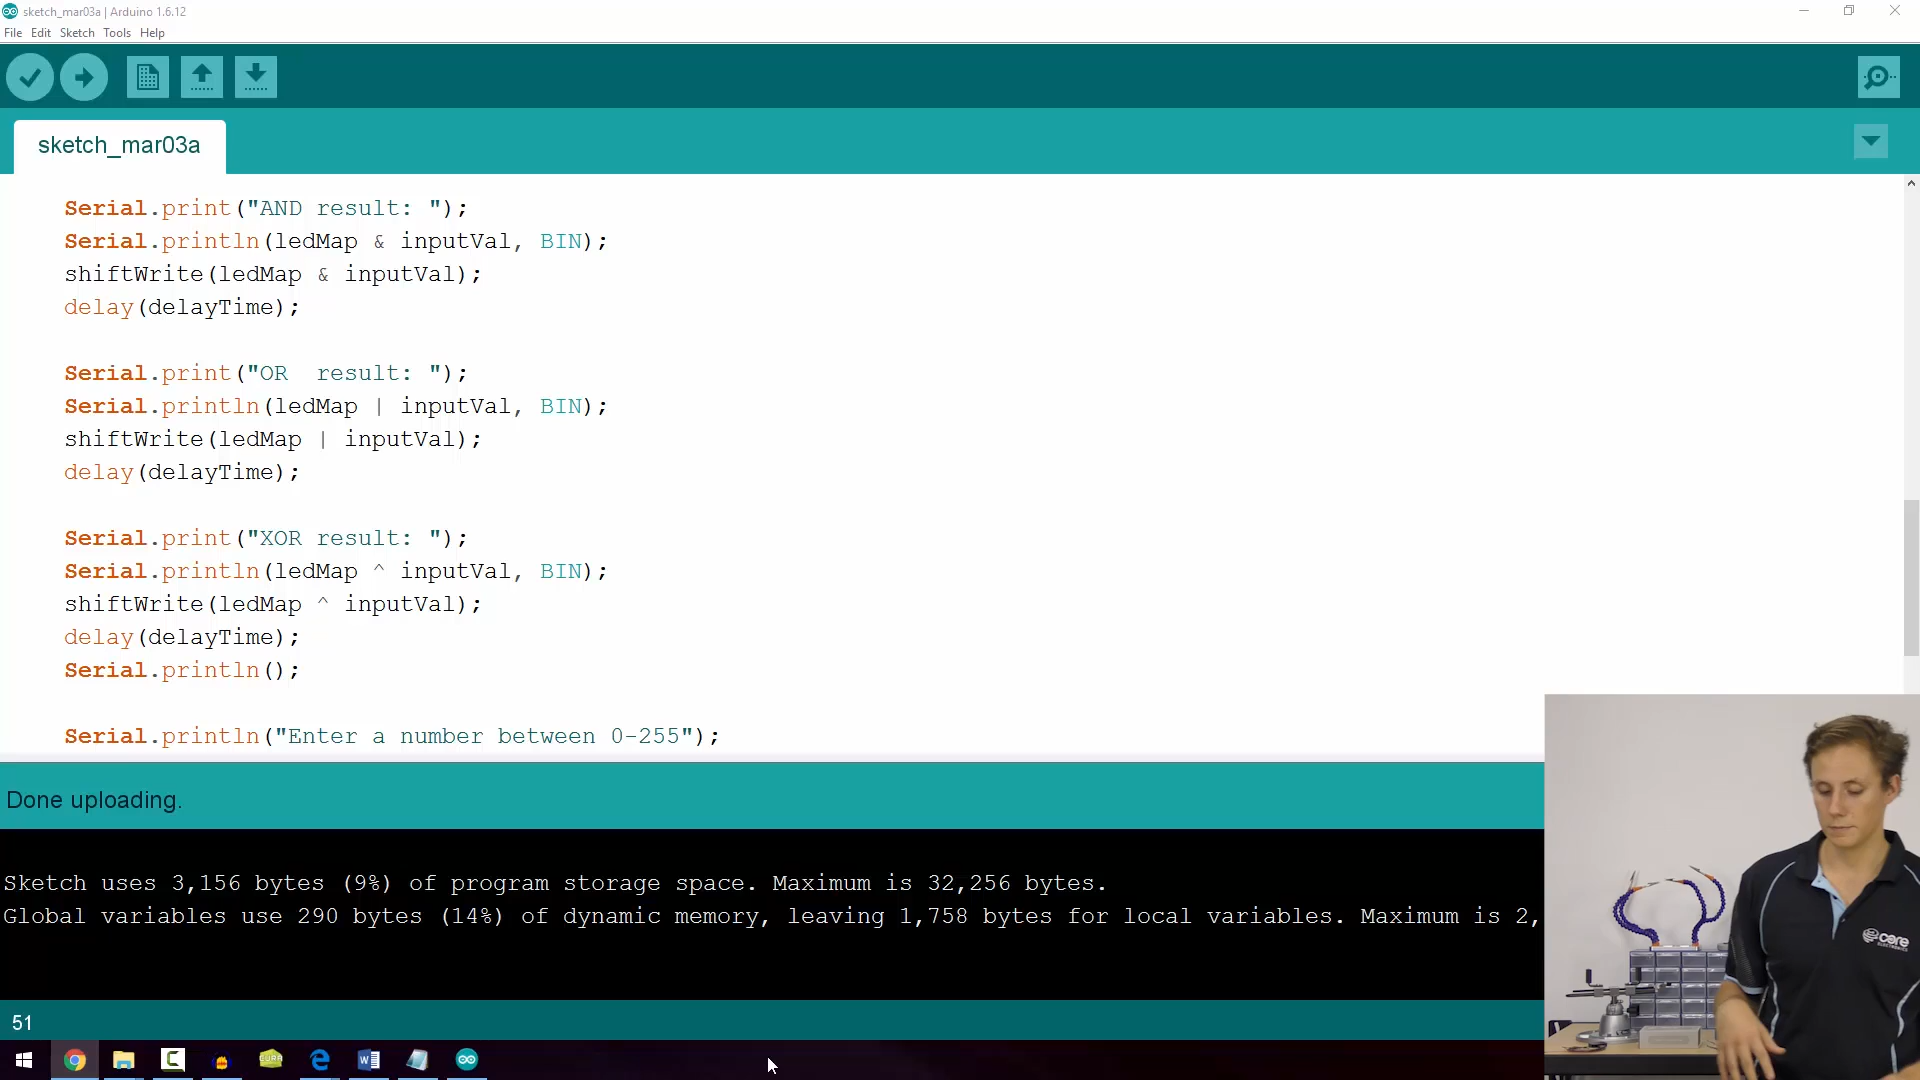 sketch_mar03a | Arduino 1.6.12
File Edit Sketch Tools Help
sketch_mar03a
Serial.print("AND result: ");
Serial.println(ledMap & inputVal, BIN);
shiftWrite(ledMap & inputVal);
delay(delayTime);
Serial.print("OR  result: ");
Serial.println(ledMap | inputVal, BIN);
shiftWrite(ledMap | inputVal);
delay(delayTime);
Serial.print("XOR result: ");
Serial.println(ledMap ^ inputVal, BIN);
shiftWrite(ledMap ^ inputVal);
delay(delayTime);
Serial.println();
Serial.println("Enter a number between 0-255");
Done uploading.
Sketch uses 3,156 bytes (9%) of program storage space. Maximum is 32,256 bytes.
Global variables use 290 bytes (14%) of dynamic memory, leaving 1,758 bytes for local variables. Maximum is 2,
core
ELECTRONICS
51
CURA